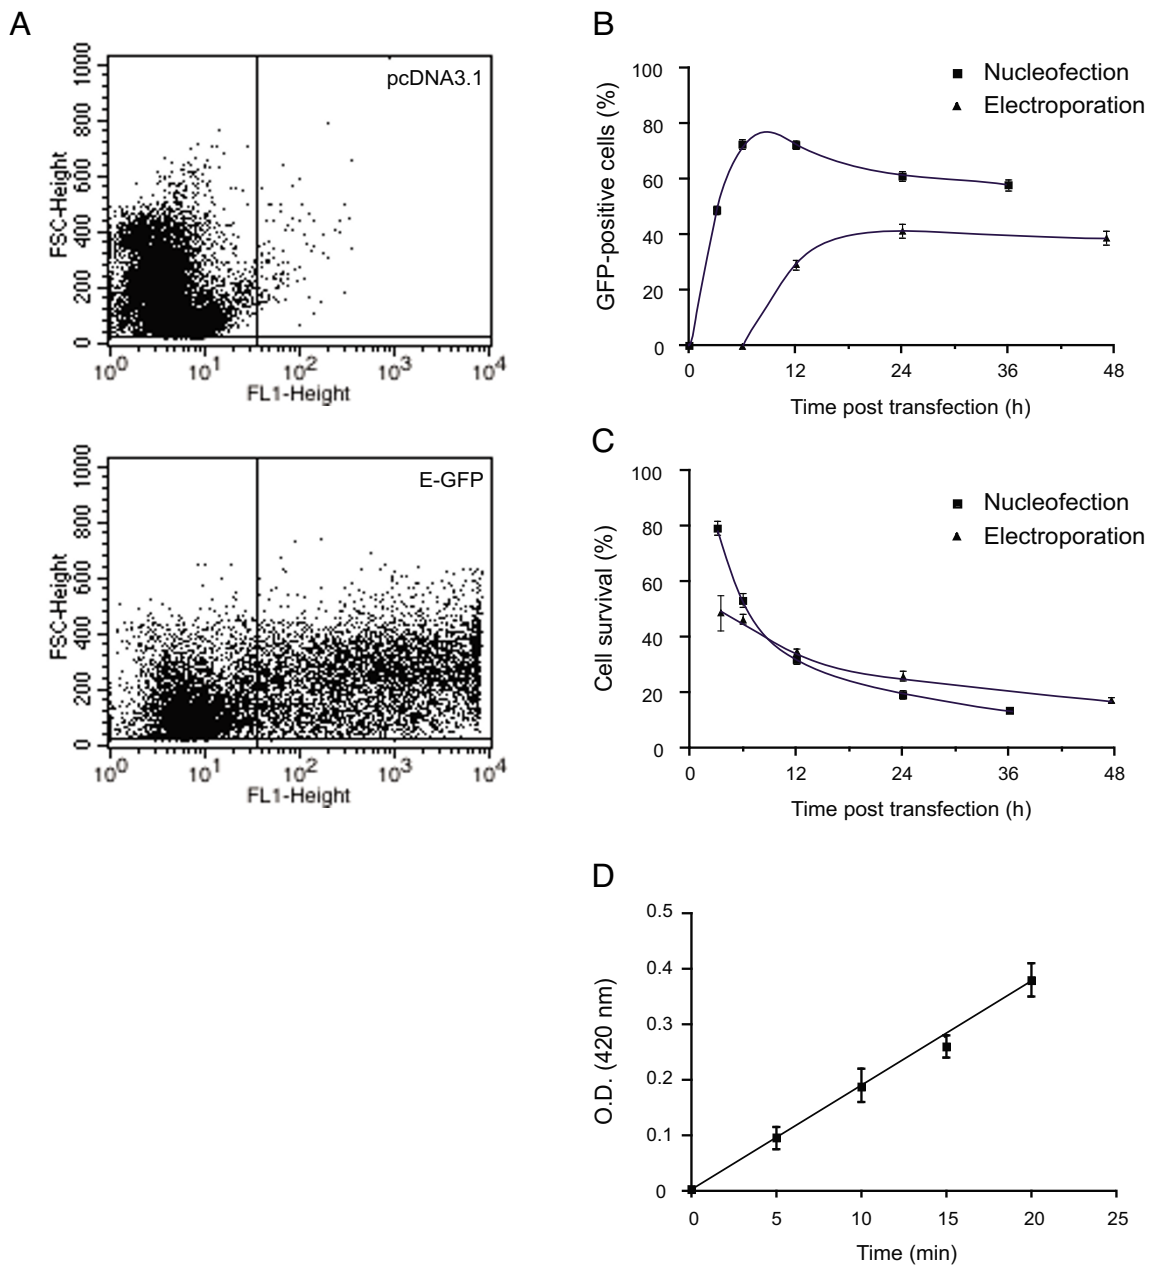 A
pcDNA3.1
FSC-Height
1000
800
600
400
200
0
10^0 10^1 10^2 10^3 10^4
FL1-Height
E-GFP
FSC-Height
1000
800
600
400
200
0
10^0 10^1 10^2 10^3 10^4
FL1-Height
B
Nucleofection
Electroporation
GFP-positive cells (%)
100
80
60
40
20
0
0 12 24 36 48
Time post transfection (h)
C
Nucleofection
Electroporation
Cell survival (%)
100
80
60
40
20
0
0 12 24 36 48
Time post transfection (h)
D
O.D. (420 nm)
0.5
0.4
0.3
0.2
0.1
0
0 5 10 15 20 25
Time (min)